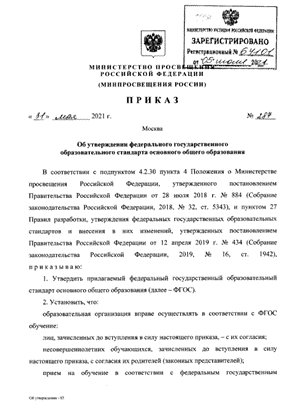 МИНИСТЕРСТВО ЮСТИЦИИ РОССИЙСКОЙ ФЕДЕРАЦИИ
ЗАРЕГИСТРИРОВАНО
Регистрационный № 64101
от "05" июля 2021
МИНИСТЕРСТВО ПРОСВЕЩЕНИЯ
РОССИЙСКОЙ ФЕДЕРАЦИИ
(МИНПРОСВЕЩЕНИЯ РОССИИ)
ПРИКАЗ
« 31 » мая 2021 г.
№ 287
Москва
Об утверждении федерального государственного
образовательного стандарта основного общего образования
В соответствии с подпунктом 4.2.30 пункта 4 Положения о Министерстве
просвещения Российской Федерации, утвержденного постановлением
Правительства Российской Федерации от 28 июля 2018 г. № 884 (Собрание
законодательства Российской Федерации, 2018, № 32, ст. 5343), и пунктом 27
Правил разработки, утверждения федеральных государственных образовательных
стандартов и внесения в них изменений, утвержденных постановлением
Правительства Российской Федерации от 12 апреля 2019 г. № 434 (Собрание
законодательства Российской Федерации, 2019, № 16, ст. 1942),
приказываю:
1. Утвердить прилагаемый федеральный государственный образовательный
стандарт основного общего образования (далее – ФГОС).
2. Установить, что:
образовательная организация вправе осуществлять в соответствии с ФГОС
обучение:
лиц, зачисленных до вступления в силу настоящего приказа, – с их согласия;
несовершеннолетних обучающихся, зачисленных до вступления в силу
настоящего приказа, с согласия их родителей (законных представителей);
прием на обучение в соответствии с федеральным государственным
Об утверждении - 05